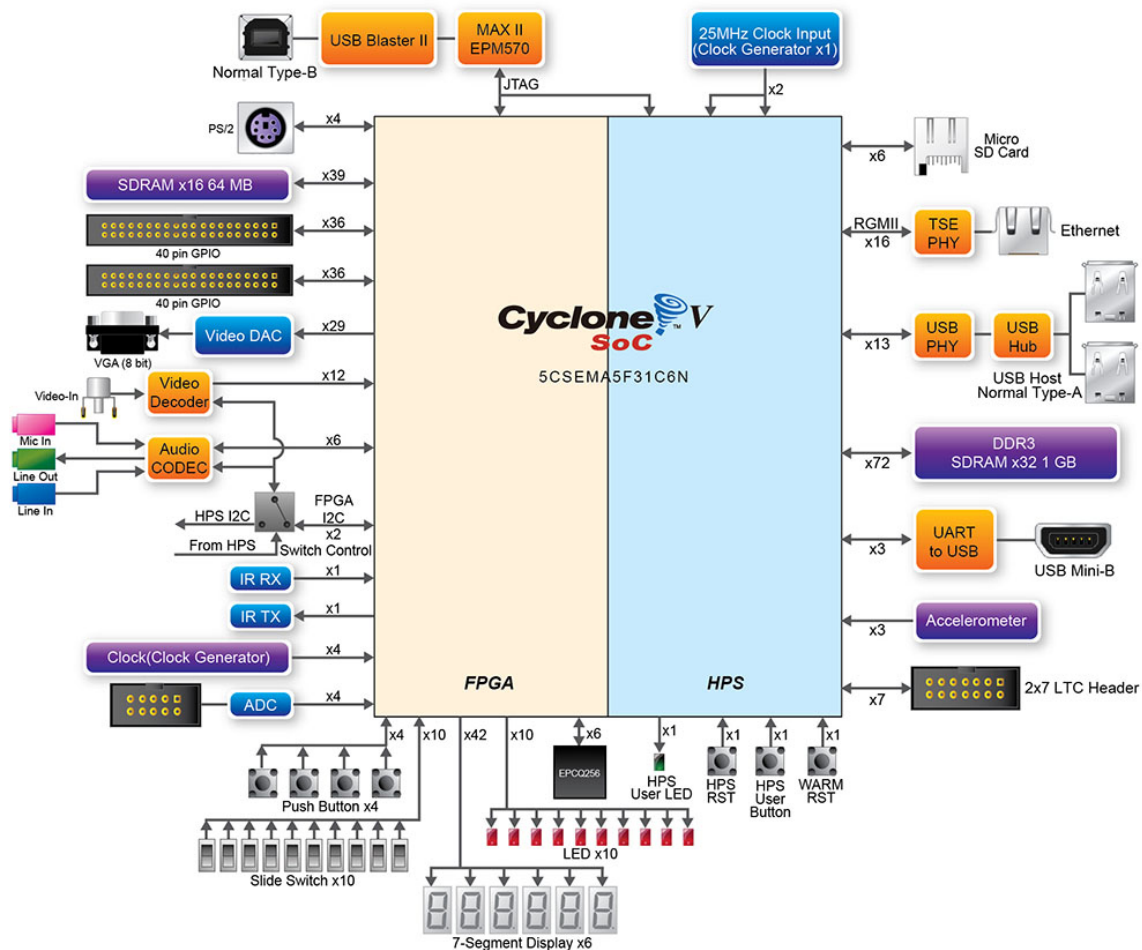 USB Blaster II
MAX II
EPM570
25MHz Clock Input
(Clock Generator x1)
Normal Type-B
JTAG
x2
PS/2
x4
x6
Micro
SD Card
SDRAM x16 64 MB
x39
x36
40 pin GPIO
RGMII
x16
TSE
PHY
Ethernet
x36
40 pin GPIO
Cyclone V
™
SoC
5CSEMA5F31C6N
VGA (8 bit)
Video DAC
x29
x13
USB
PHY
USB
Hub
USB Host
Normal Type-A
Video-In
Video
Decoder
x12
Mic In
Line Out
Line In
Audio
CODEC
x6
x72
DDR3
SDRAM x32 1 GB
HPS I2C
From HPS
FPGA
I2C
x2
Switch Control
x3
UART
to USB
USB Mini-B
IR RX
x1
IR TX
x1
x3
Accelerometer
Clock(Clock Generator)
x4
ADC
x4
FPGA
HPS
x7
2x7 LTC Header
x4
x10
x42
x10
x6
x1
x1
x1
x1
EPCQ256
HPS
User LED
HPS
RST
HPS
User
Button
WARM
RST
Push Button x4
LED x10
Slide Switch x10
7-Segment Display x6